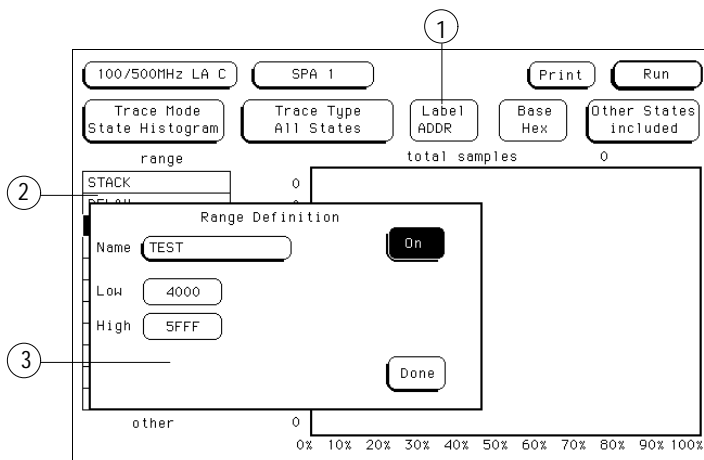 1
100/500MHz LA C SPA 1 Print Run
Trace Mode
State Histogram
Trace Type
All States
Label
ADDR
Base
Hex
Other States
included
range total samples 0
STACK 0
2
Range Definition
Name TEST On
Low 4000
High 5FFF
3
Done
other 0
0% 10% 20% 30% 40% 50% 60% 70% 80% 90% 100%